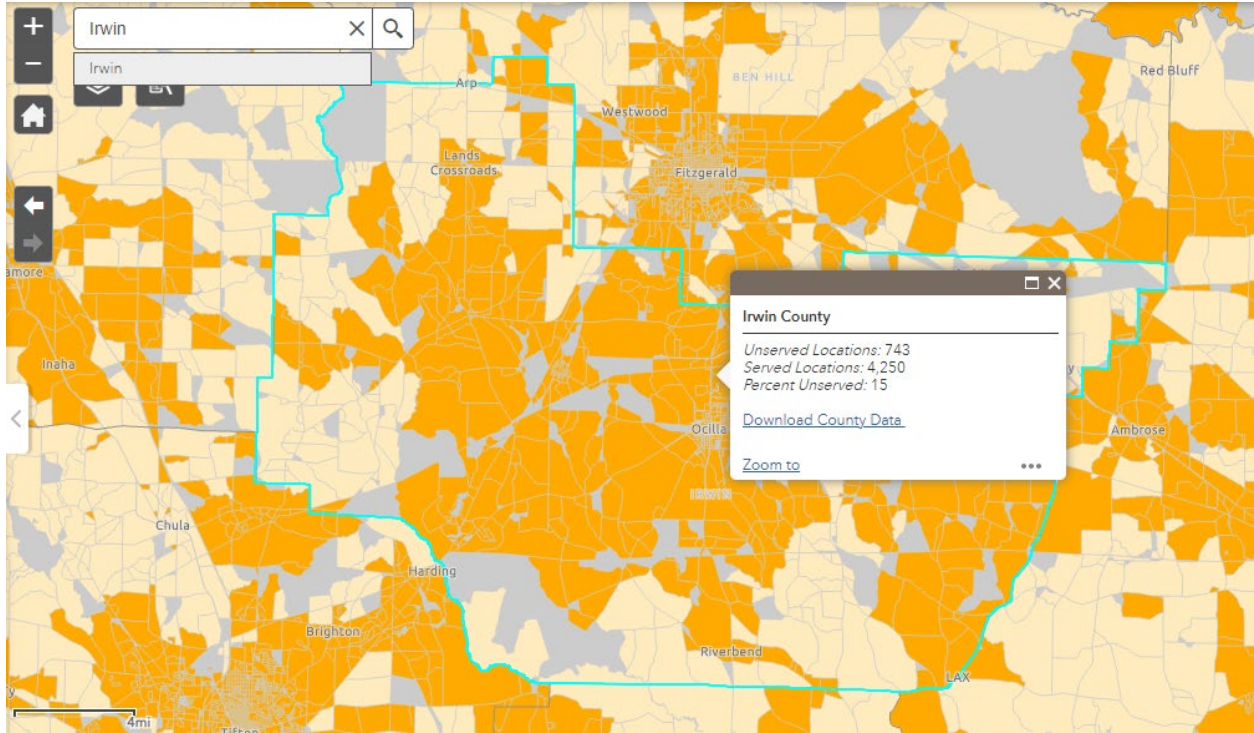 +
Irwin
Irwin
−
Arp
BEN HILL
Red Bluff
Westwood
Lands
Crossroads
Fitzgerald
amore
Irwin County
Unserved Locations: 743
Served Locations: 4,250
Percent Unserved: 15
Inaha
y
Download County Data
Ocilla
Ambrose
Zoom to
IRWIN
Chula
Harding
Brighton
Riverbend
LAX
y
4mi
Tifton